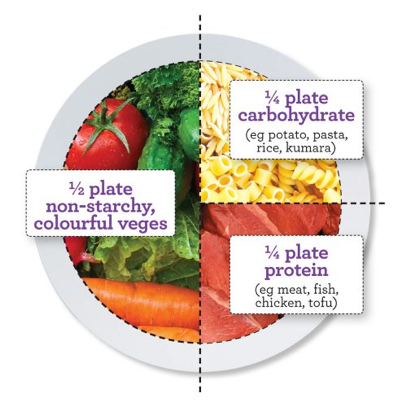 ¼ plate
carbohydrate
(eg potato, pasta,
rice, kumara)
½ plate
non-starchy,
colourful veges
¼ plate
protein
(eg meat, fish,
chicken, tofu)